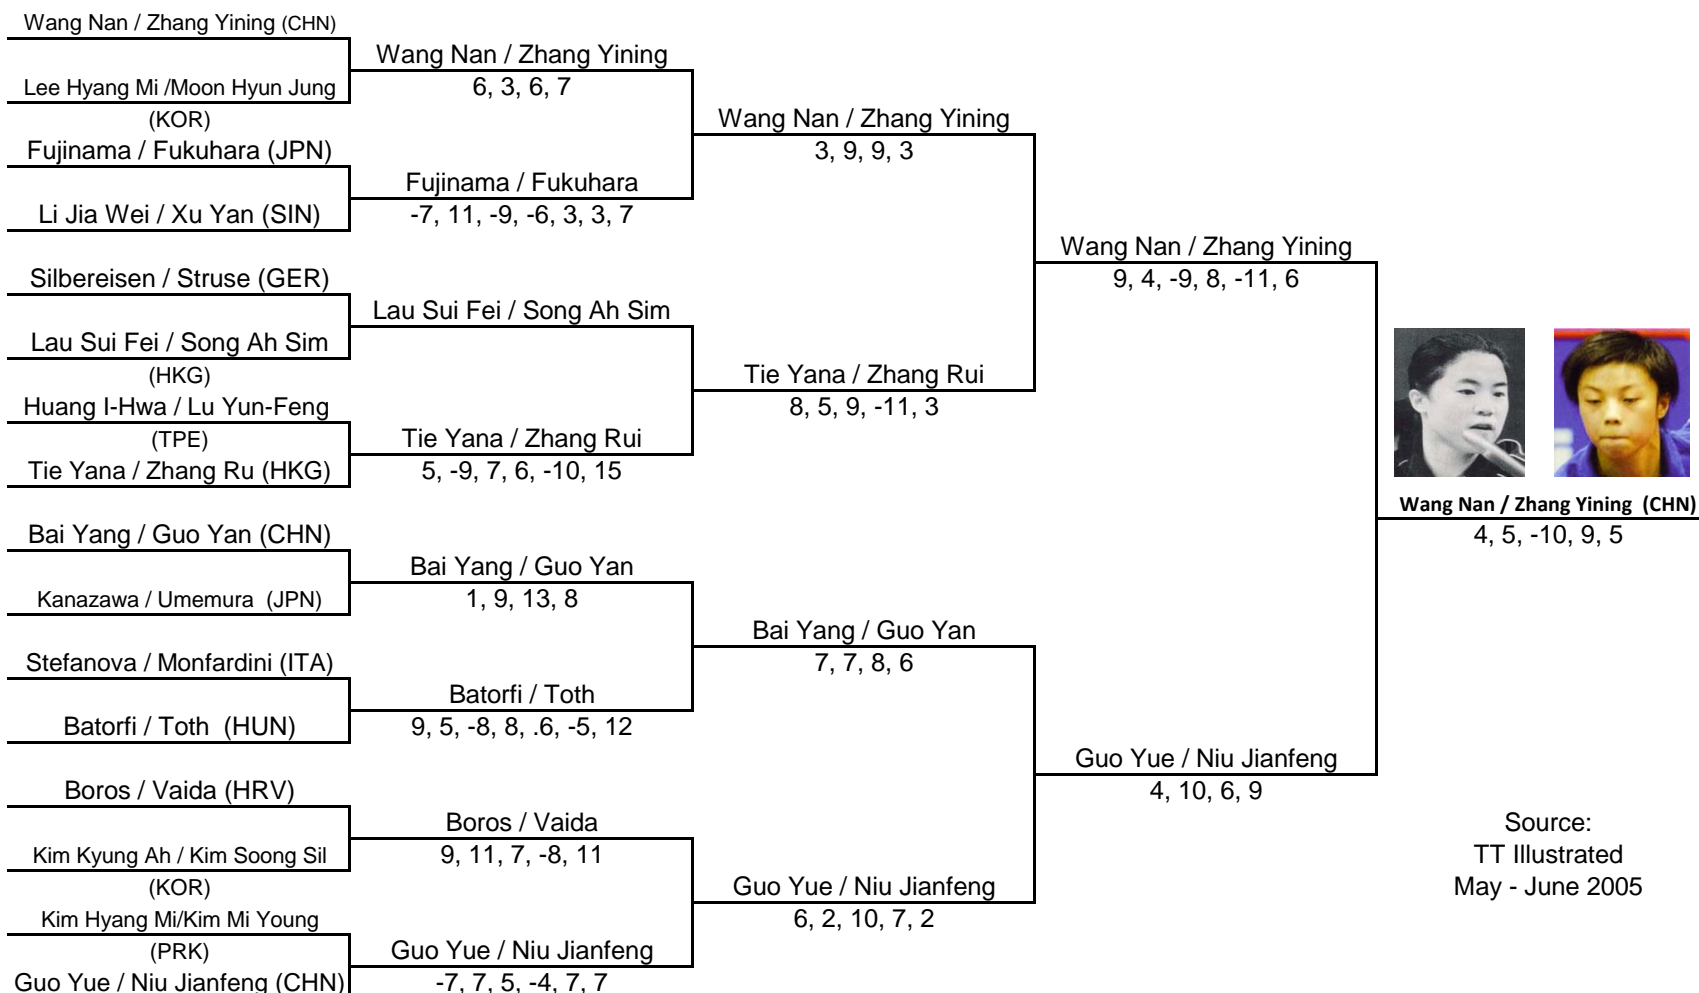 Wang Nan / Zhang Yining (CHN)
Lee Hyang Mi /Moon Hyun Jung
(KOR)
Fujinama / Fukuhara (JPN)
Li Jia Wei / Xu Yan (SIN)
Silbereisen / Struse (GER)
Lau Sui Fei / Song Ah Sim
(HKG)
Huang I-Hwa / Lu Yun-Feng
(TPE)
Tie Yana / Zhang Ru (HKG)
Bai Yang / Guo Yan (CHN)
Kanazawa / Umemura (JPN)
Stefanova / Monfardini (ITA)
Batorfi / Toth (HUN)
Boros / Vaida (HRV)
Kim Kyung Ah / Kim Soong Sil
(KOR)
Kim Hyang Mi/Kim Mi Young
(PRK)
Guo Yue / Niu Jianfeng (CHN)
Wang Nan / Zhang Yining
6, 3, 6, 7
Fujinama / Fukuhara
-7, 11, -9, -6, 3, 3, 7
Lau Sui Fei / Song Ah Sim
Tie Yana / Zhang Rui
5, -9, 7, 6, -10, 15
Bai Yang / Guo Yan
1, 9, 13, 8
Batorfi / Toth
9, 5, -8, 8, .6, -5, 12
Boros / Vaida
9, 11, 7, -8, 11
Guo Yue / Niu Jianfeng
-7, 7, 5, -4, 7, 7
Wang Nan / Zhang Yining
3, 9, 9, 3
Tie Yana / Zhang Rui
8, 5, 9, -11, 3
Bai Yang / Guo Yan
7, 7, 8, 6
Guo Yue / Niu Jianfeng
6, 2, 10, 7, 2
Wang Nan / Zhang Yining
9, 4, -9, 8, -11, 6
Guo Yue / Niu Jianfeng
4, 10, 6, 9
Wang Nan / Zhang Yining (CHN)
4, 5, -10, 9, 5
Source:
TT Illustrated
May - June 2005